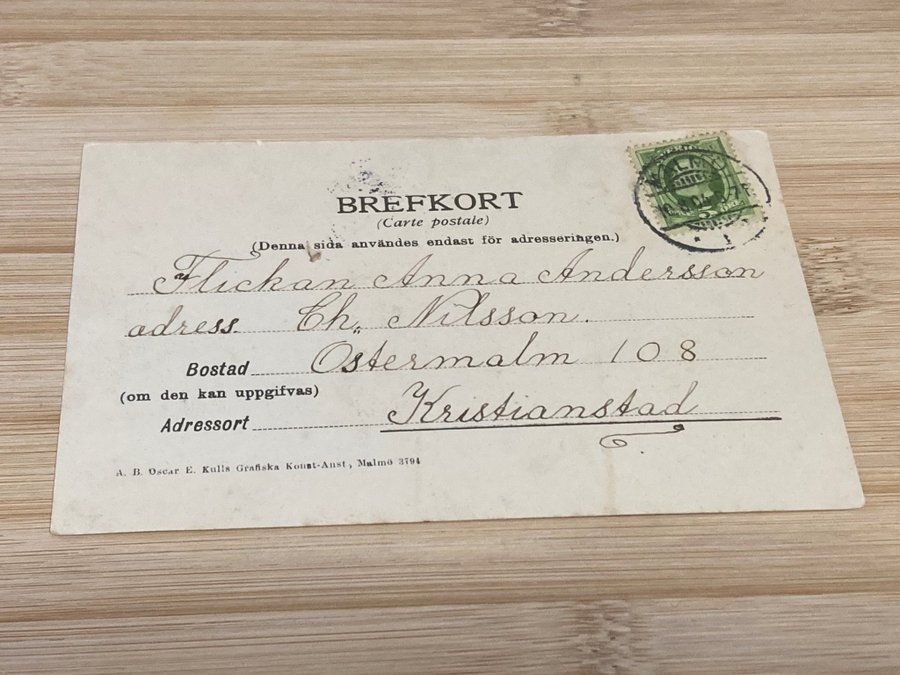 BREFKORT
(Carte postale)
(Denna sida användes endast för adresseringen.)
Flickan Anna Andersson
adress. Ch. Nilsson.
Bostad Ostermalm 108
(om den kan uppgifvas)
Adressort Kristianstad
A. B. Oscar E. Kulls Grafiska Konst-Anst, Malmö 3794